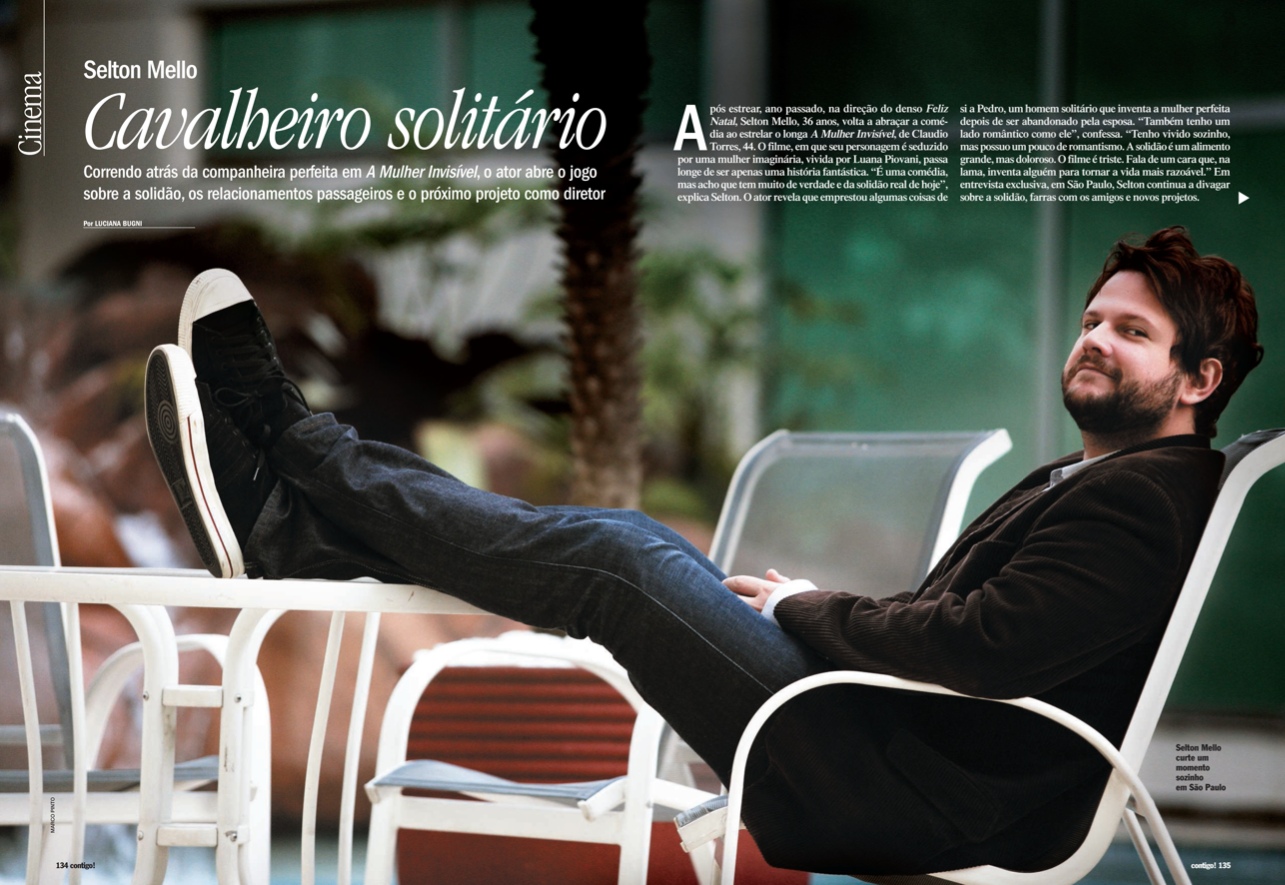 Cinema
Selton Mello
Cavalheiro solitário
Correndo atrás da companheira perfeita em A Mulher Invisível, o ator abre o jogo
sobre a solidão, os relacionamentos passageiros e o próximo projeto como diretor
Por LUCIANA BUGNI
Após estrear, ano passado, na direção do denso Feliz
Natal, Selton Mello, 36 anos, volta a abraçar a comé-
dia ao estrelar o longa A Mulher Invisível, de Claudio
Torres, 44. O filme, em que seu personagem é seduzido
por uma mulher imaginária, vivida por Luana Piovani, passa
longe de ser apenas uma história fantástica. “É uma comédia,
mas acho que tem muito de verdade e da solidão real de hoje”,
explica Selton. O ator revela que emprestou algumas coisas de
si a Pedro, um homem solitário que inventa a mulher perfeita
depois de ser abandonado pela esposa. “Também tenho um
lado romântico como ele”, confessa. “Tenho vivido sozinho,
mas possuo um pouco de romantismo. A solidão é um alimento
grande, mas doloroso. O filme é triste. Fala de um cara que, na
lama, inventa alguém para tornar a vida mais razoável.” Em
entrevista exclusiva, em São Paulo, Selton continua a divagar
sobre a solidão, farras com os amigos e novos projetos.
Selton Mello
curte um
momento
sozinho
em São Paulo
MARCO PINTO
134 contigo!
contigo! 135